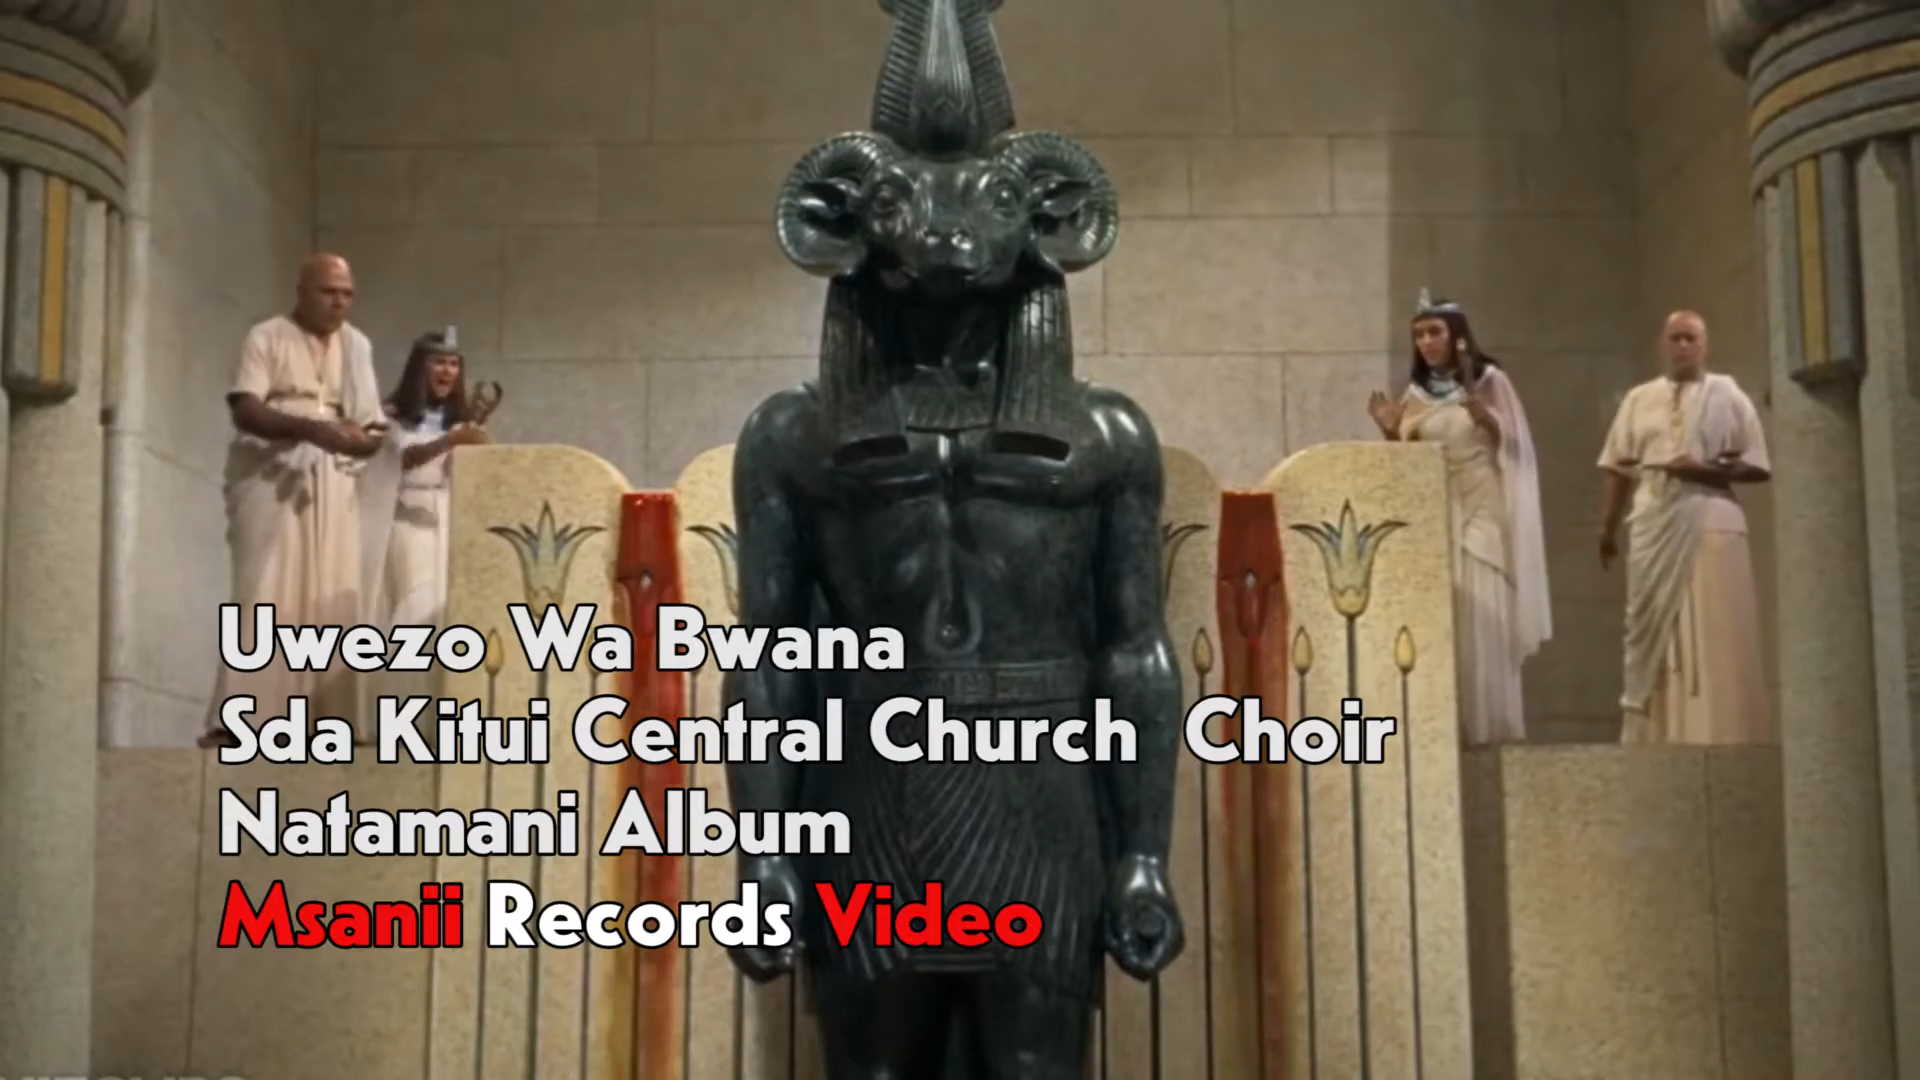 Uwezo Wa Bwana
Sda Kitui Central Church Choir
Natamani Album
Msanii Records Video